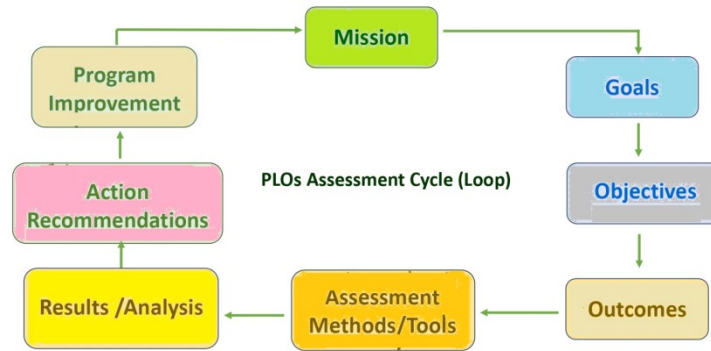 Mission
Program
Improvement
Goals
Action
Recommendations
PLOs Assessment Cycle (Loop)
Objectives
Results /Analysis
Assessment
Methods/Tools
Outcomes